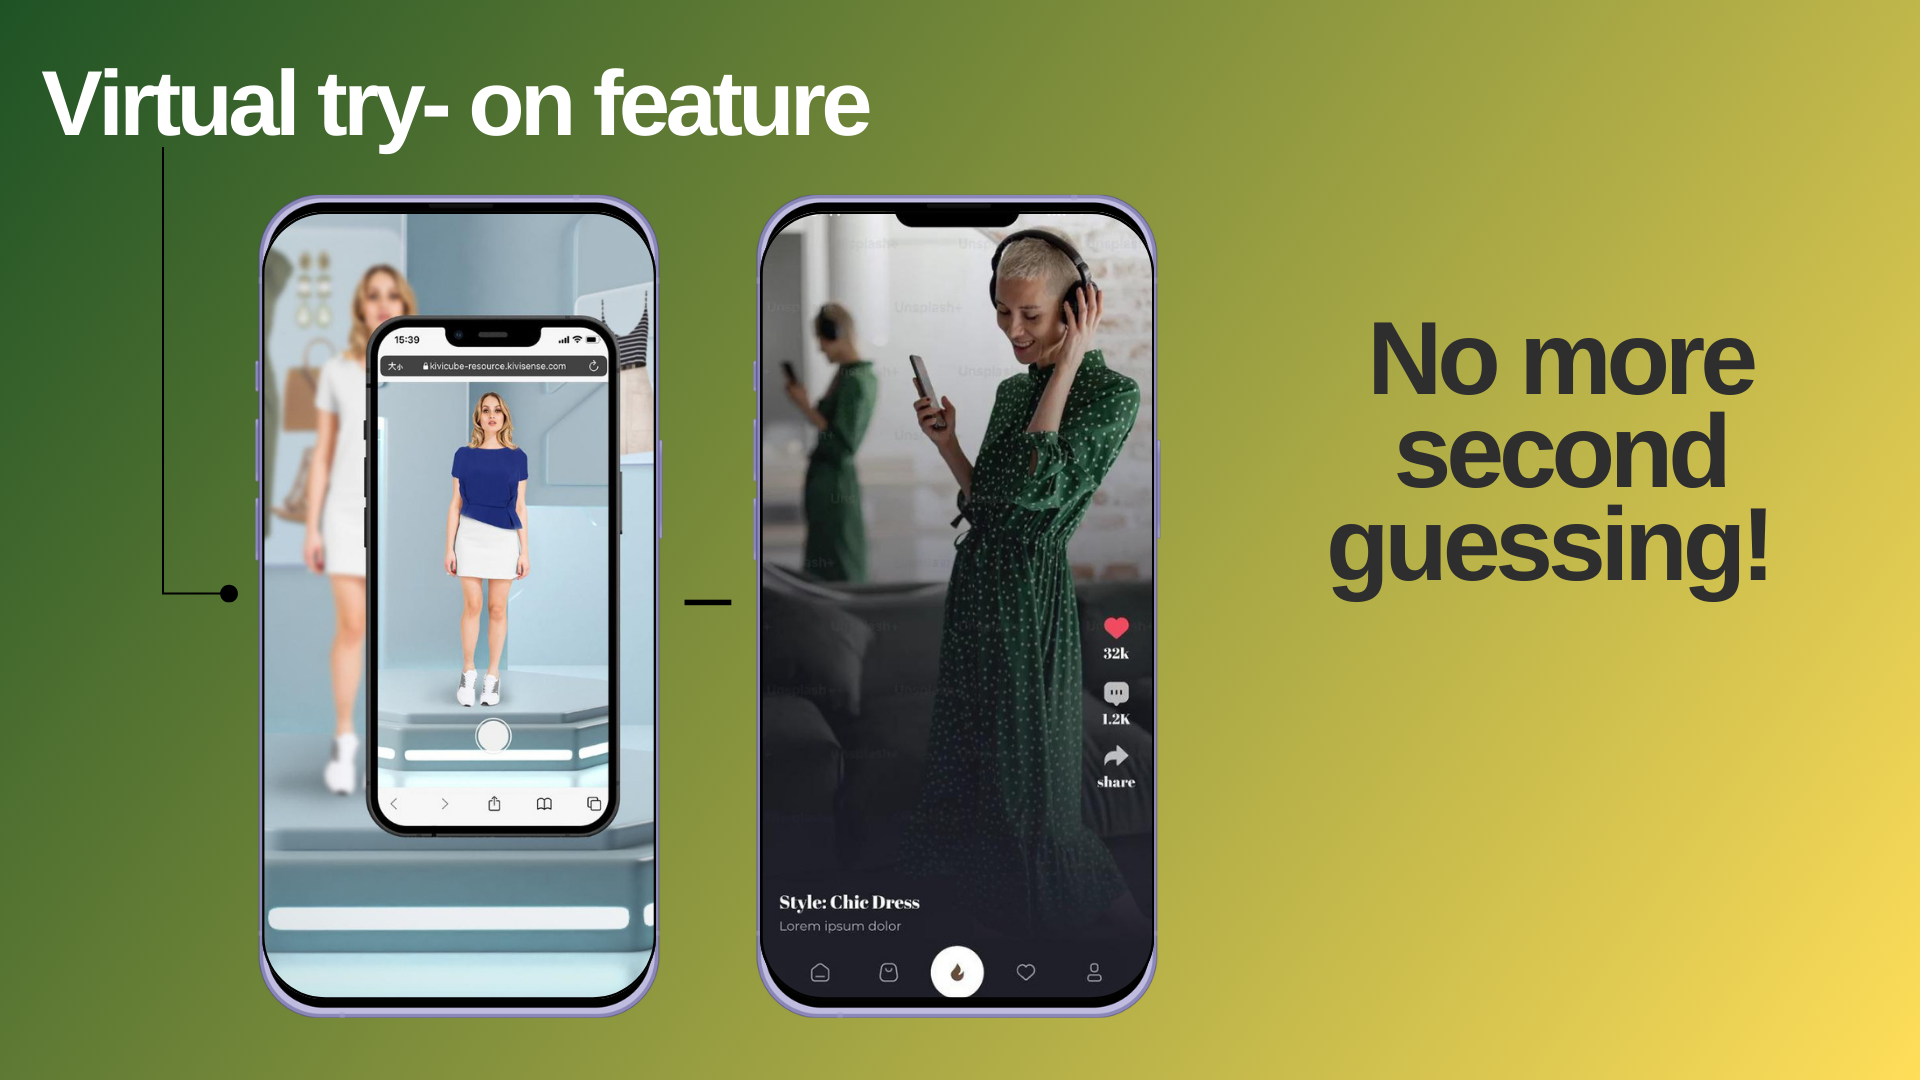 Virtual try- on feature
15:39
大小 kivicube-resource.kivisense.com
Unsplash+
32k
1.2K
share
Style: Chic Dress
Lorem ipsum dolor
No more
second
guessing!